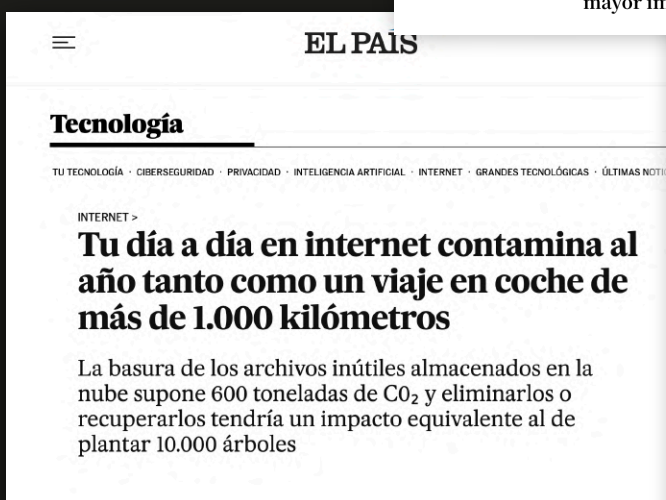 mayor
EL PAÍS
Tecnología
TU TECNOLOGÍA · CIBERSEGURIDAD · PRIVACIDAD · INTELIGENCIA ARTIFICIAL · INTERNET · GRANDES TECNOLÓGICAS · ÚLTIMAS NOTI
INTERNET >
Tu día a día en internet contamina al
año tanto como un viaje en coche de
más de 1.000 kilómetros
La basura de los archivos inútiles almacenados en la
nube supone 600 toneladas de C0₂ y eliminarlos o
recuperarlos tendría un impacto equivalente al de
plantar 10.000 árboles